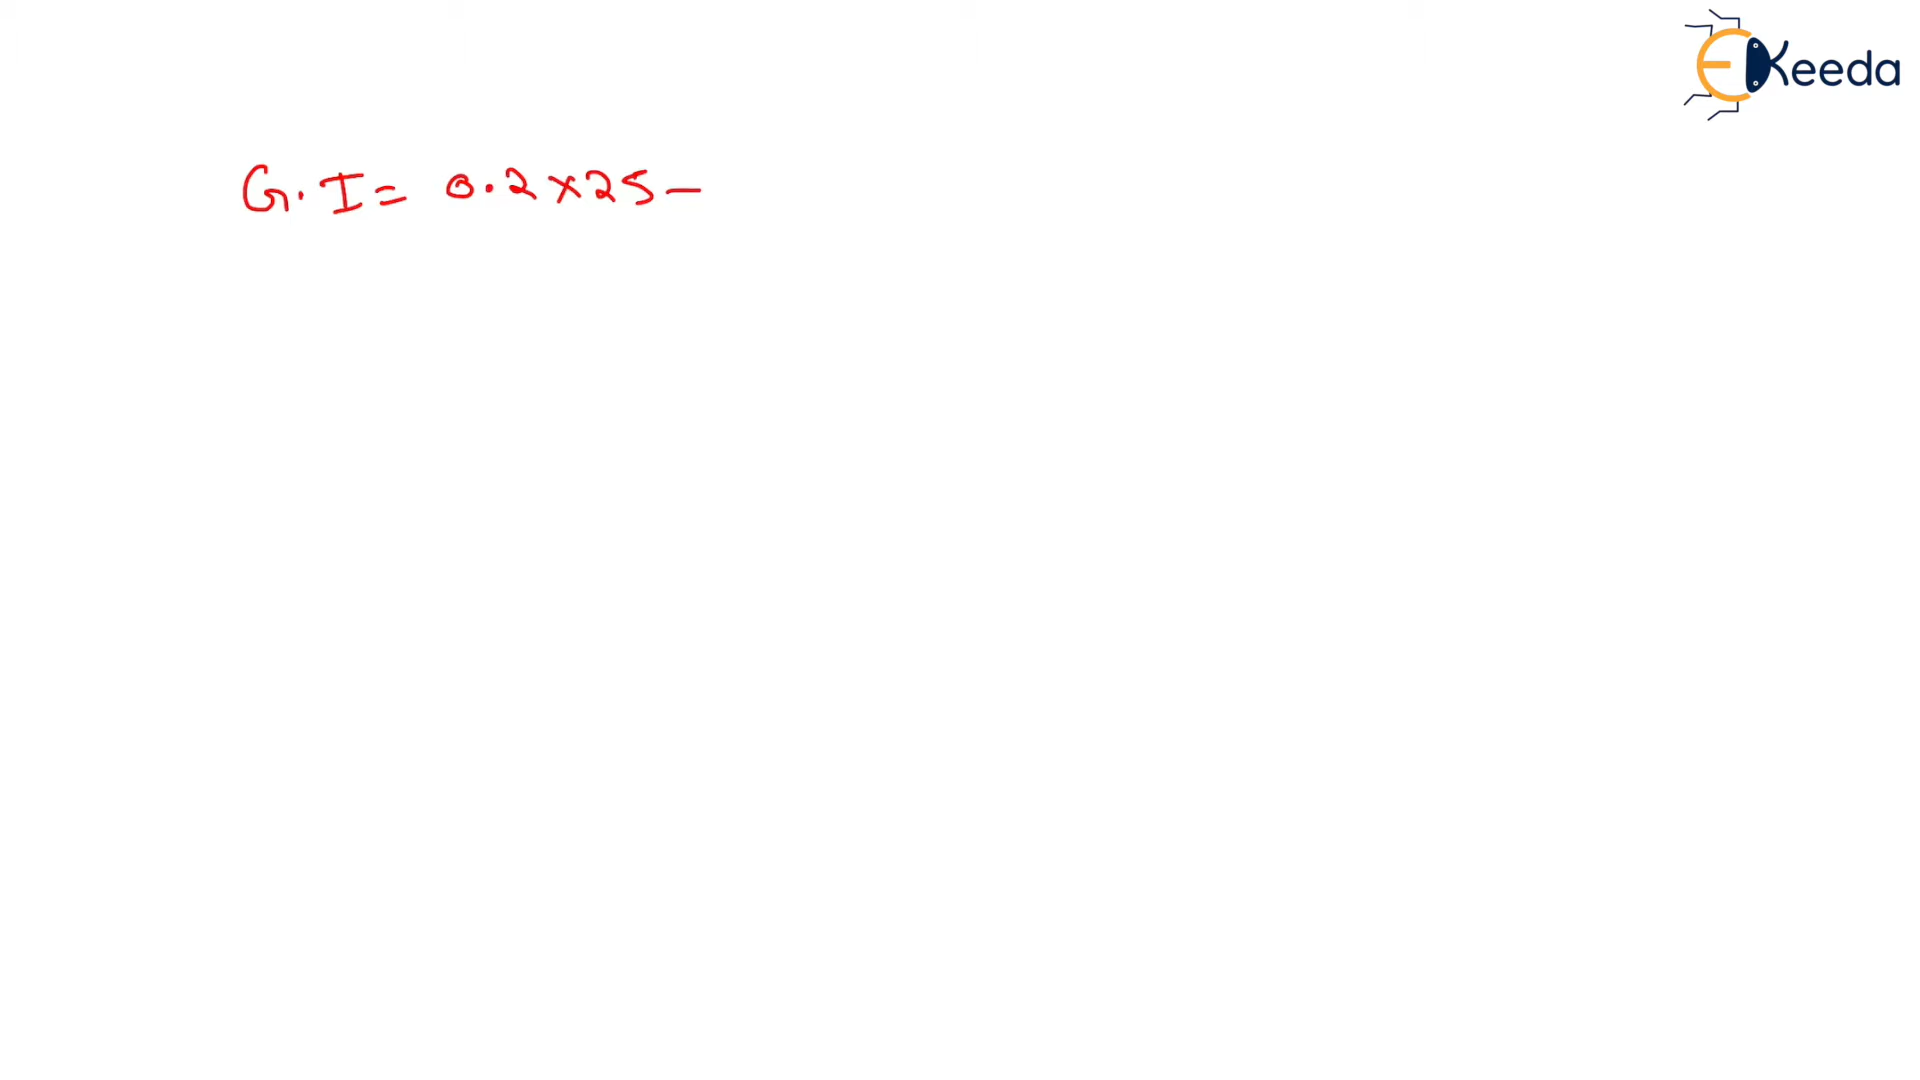 EKeeda
G.I = 0.2 × 25 –